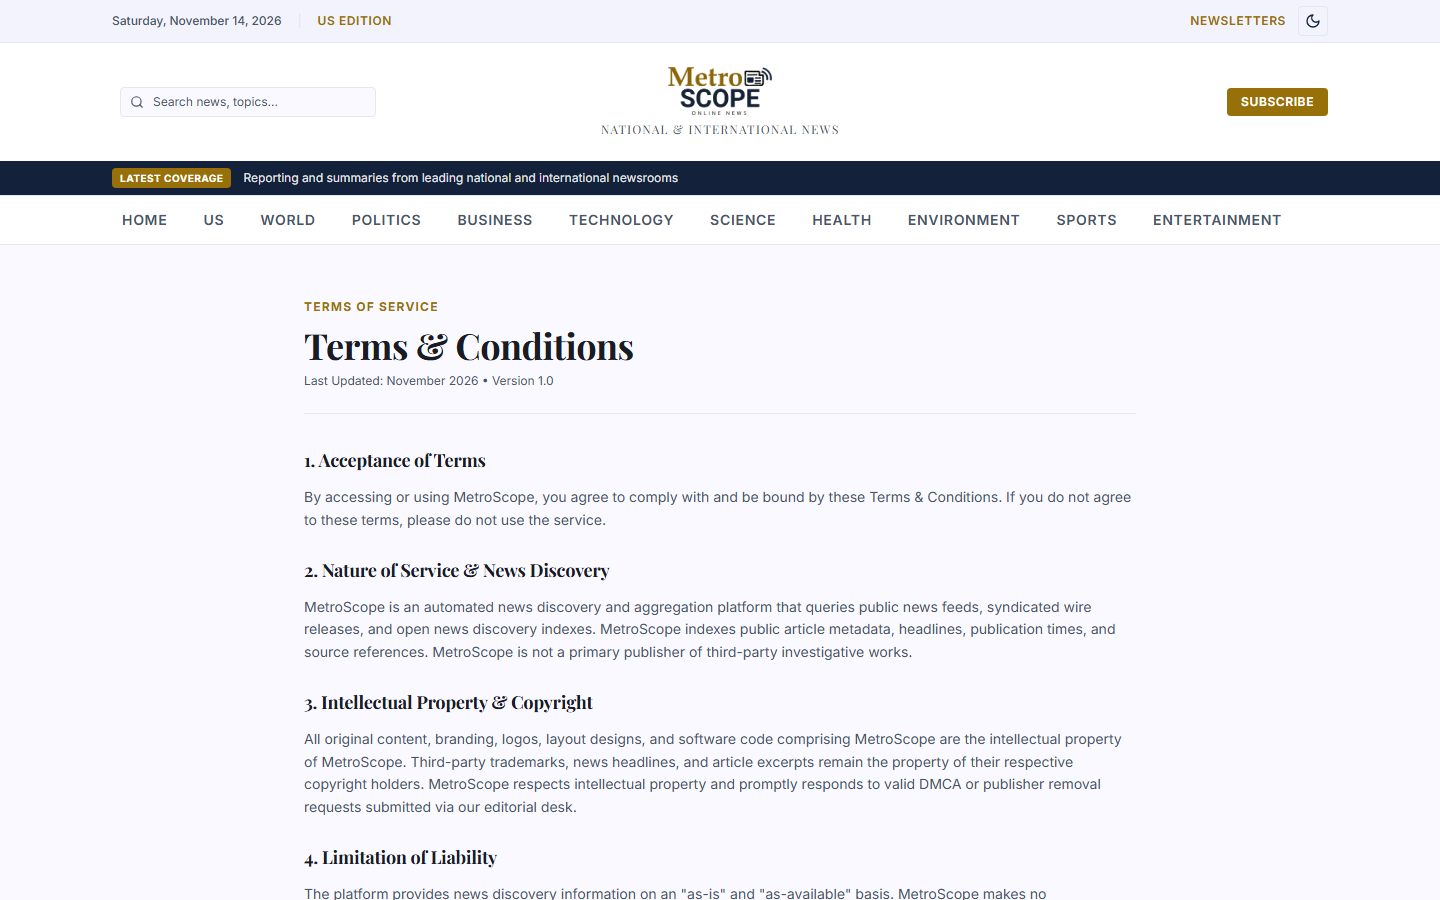 Saturday, November 14, 2026
US EDITION
NEWSLETTERS
Search news, topics...
Metro
SCOPE
ONLINE NEWS
NATIONAL & INTERNATIONAL NEWS
SUBSCRIBE
LATEST COVERAGE
Reporting and summaries from leading national and international newsrooms
HOME US WORLD POLITICS BUSINESS TECHNOLOGY SCIENCE HEALTH ENVIRONMENT SPORTS ENTERTAINMENT
TERMS OF SERVICE
Terms & Conditions
Last Updated: November 2026 • Version 1.0
1. Acceptance of Terms
By accessing or using MetroScope, you agree to comply with and be bound by these Terms & Conditions. If you do not agree
to these terms, please do not use the service.
2. Nature of Service & News Discovery
MetroScope is an automated news discovery and aggregation platform that queries public news feeds, syndicated wire
releases, and open news discovery indexes. MetroScope indexes public article metadata, headlines, publication times, and
source references. MetroScope is not a primary publisher of third-party investigative works.
3. Intellectual Property & Copyright
All original content, branding, logos, layout designs, and software code comprising MetroScope are the intellectual property
of MetroScope. Third-party trademarks, news headlines, and article excerpts remain the property of their respective
copyright holders. MetroScope respects intellectual property and promptly responds to valid DMCA or publisher removal
requests submitted via our editorial desk.
4. Limitation of Liability
The platform provides news discovery information on an "as-is" and "as-available" basis. MetroScope makes no